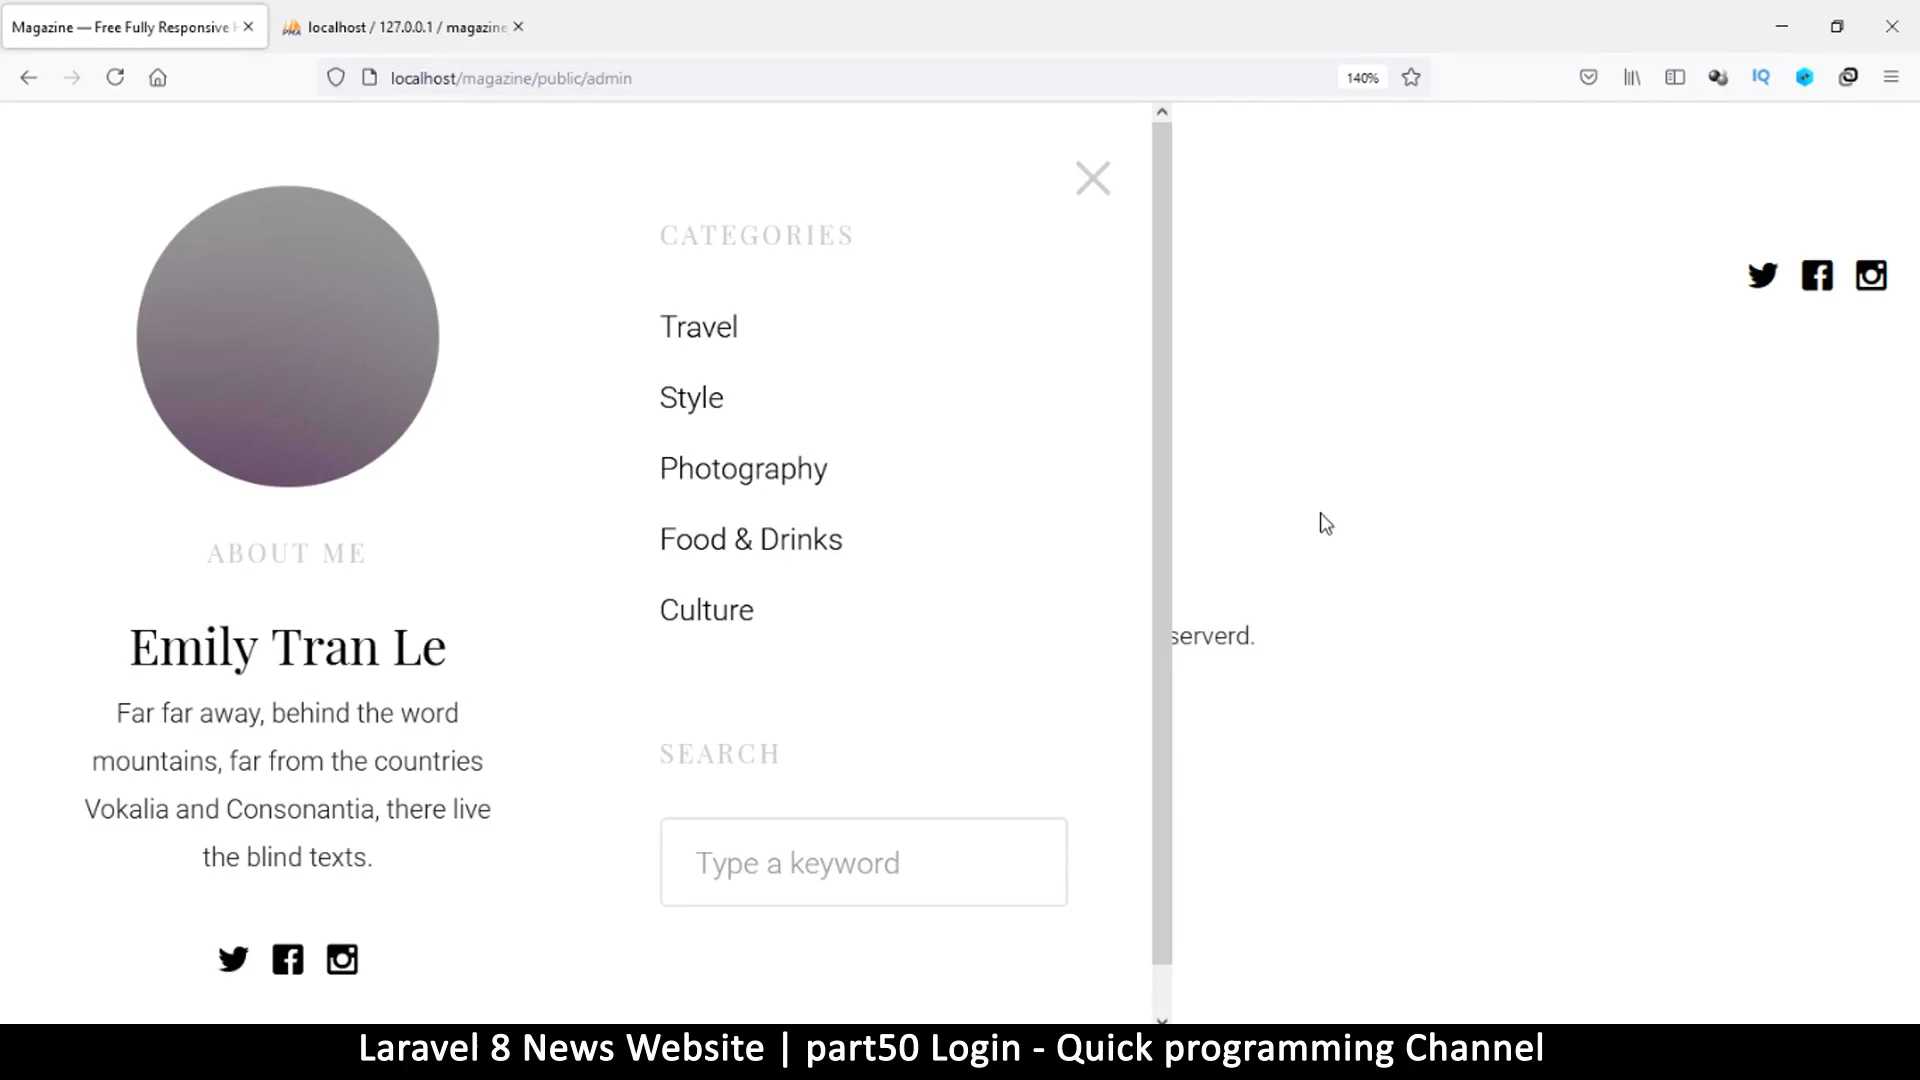 Magazine — Free Fully Responsive
localhost / 127.0.0.1 / magazine
localhost/magazine/public/admin
140%
IQ
CATEGORIES
Travel
Style
Photography
Food & Drinks
Culture
ABOUT ME
Emily Tran Le
Far far away, behind the word
mountains, far from the countries
Vokalia and Consonantia, there live
the blind texts.
SEARCH
Type a keyword
serverd.
Laravel 8 News Website | part50 Login - Quick programming Channel